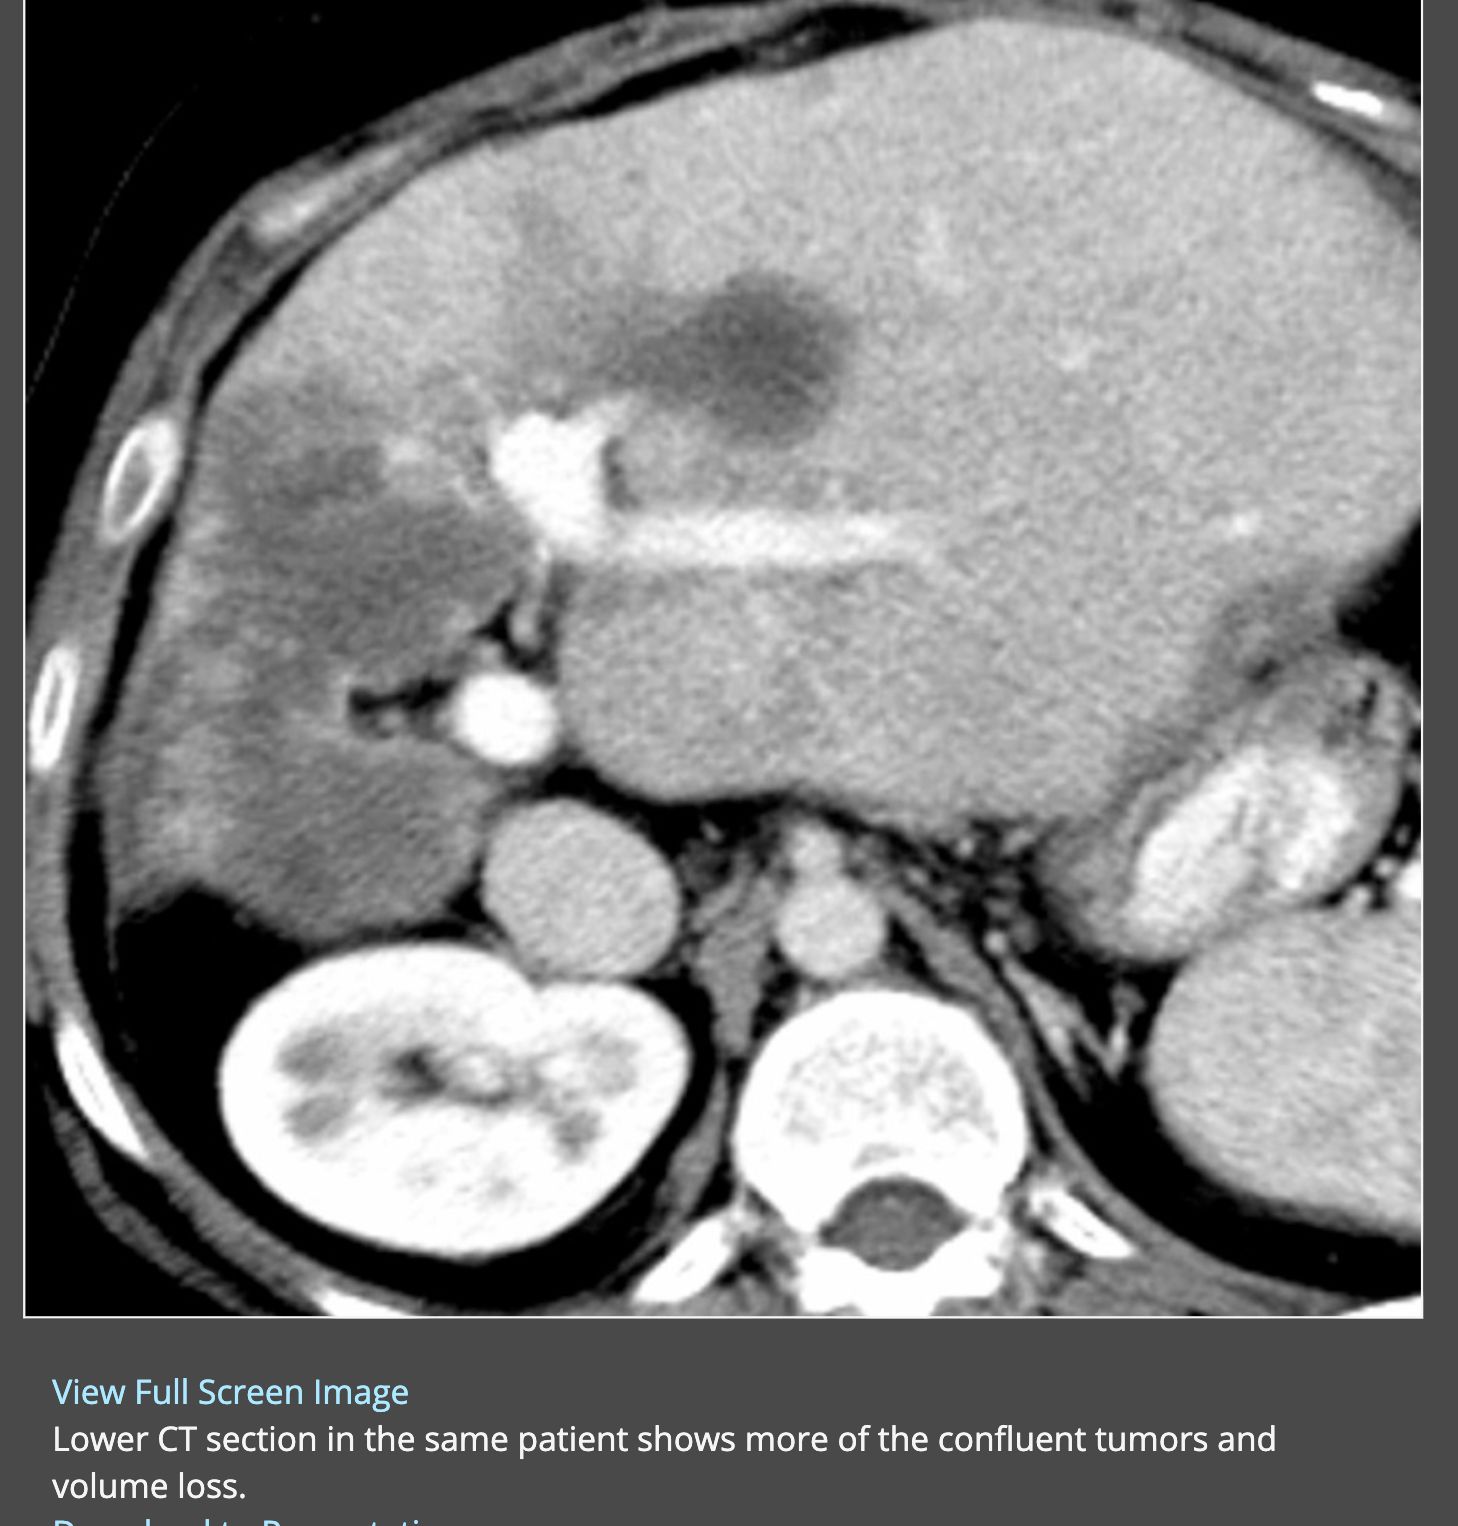 View Full Screen Image
Lower CT section in the same patient shows more of the confluent tumors and
volume loss.